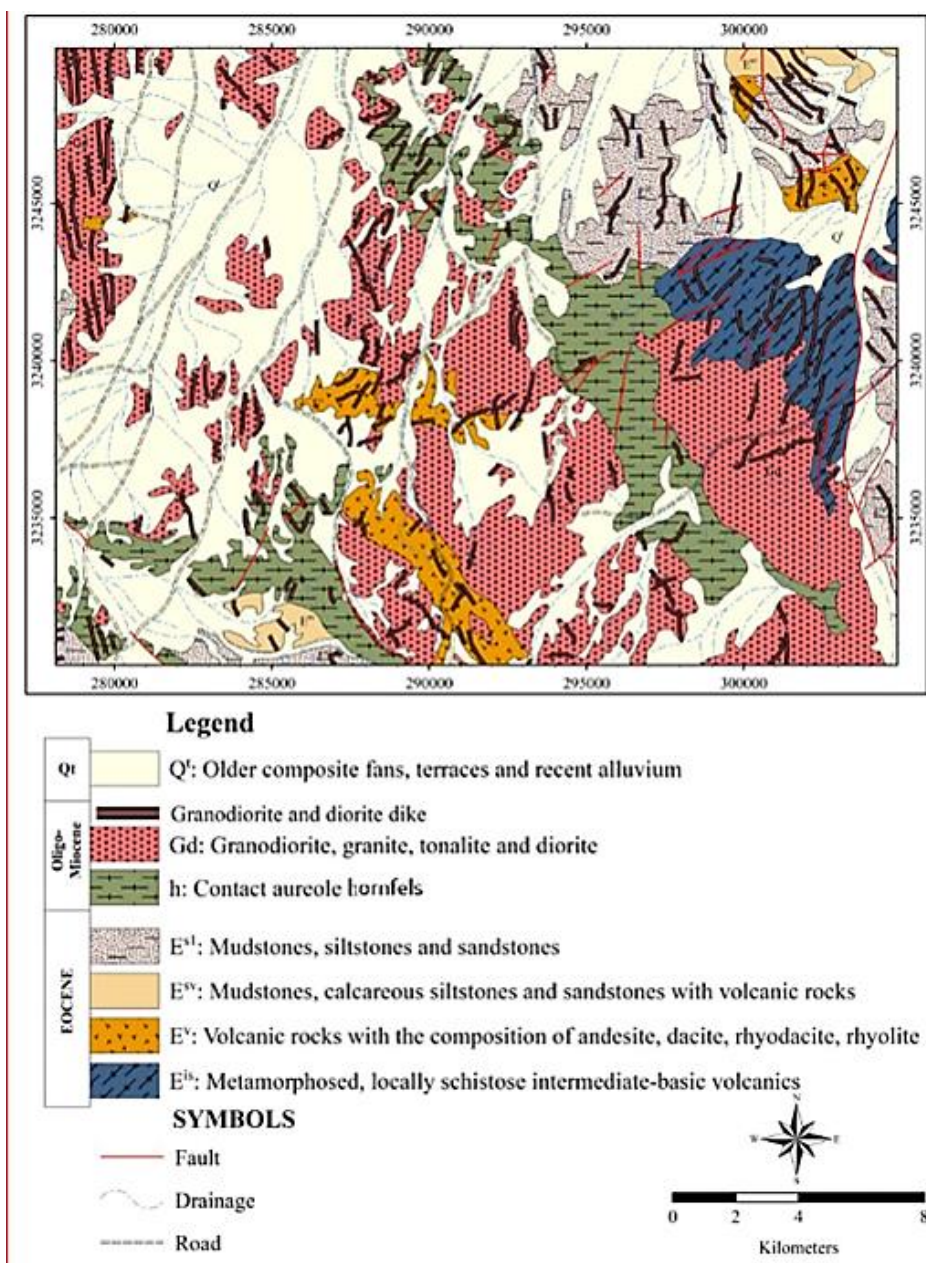 280000 285000 290000 295000 300000
3245000 3245000
3240000 3240000
3235000 3235000
280000 285000 290000 295000 300000
Legend
Qt
Qᵗ: Older composite fans, terraces and recent alluvium
Oligo-
Miocene
Granodiorite and diorite dike
Gd: Granodiorite, granite, tonalite and diorite
h: Contact aureole hornfels
EOCENE
Eˢˡ: Mudstones, siltstones and sandstones
Eˢᵛ: Mudstones, calcareous siltstones and sandstones with volcanic rocks
Eᵛ: Volcanic rocks with the composition of andesite, dacite, rhyodacite, rhyolite
Eⁱˢ: Metamorphosed, locally schistose intermediate-basic volcanics
SYMBOLS
Fault
Drainage
Road
N
W E
S
0 2 4 8
Kilometers